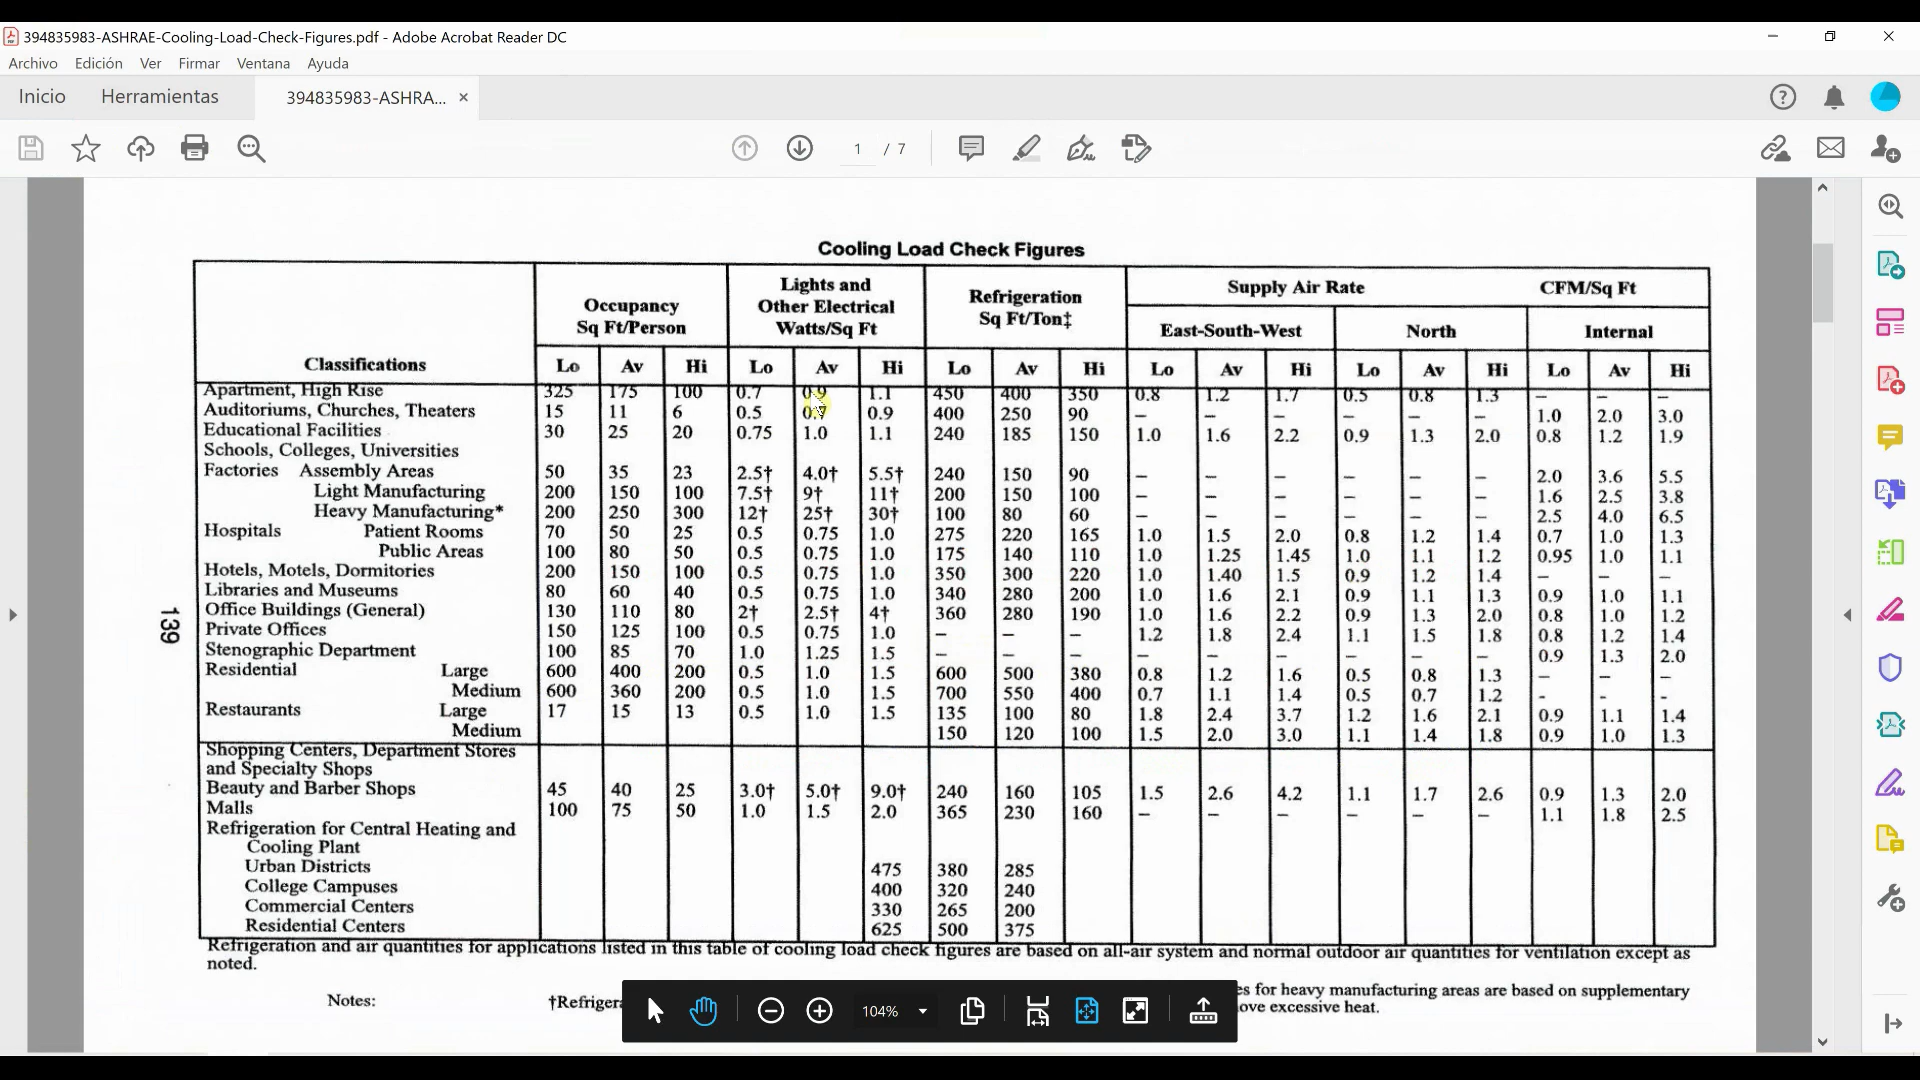 394835983-ASHRAE-Cooling-Load-Check-Figures.pdf - Adobe Acrobat Reader DC
Archivo Edición Ver Firmar Ventana Ayuda
Inicio Herramientas 394835983-ASHRA... ×
1 / 7
Cooling Load Check Figures
Classifications
Occupancy
Sq Ft/Person
Lights and
Other Electrical
Watts/Sq Ft
Refrigeration
Sq Ft/Ton‡
Supply Air Rate CFM/Sq Ft
East-South-West North Internal
Lo Av Hi Lo Av Hi Lo Av Hi Lo Av Hi Lo Av Hi Lo Av Hi
Apartment, High Rise 325 175 100 0.7 0.9 1.1 450 400 350 0.8 1.2 1.7 0.5 0.8 1.3 – – –
Auditoriums, Churches, Theaters 15 11 6 0.5 0.7 0.9 400 250 90 – – – – – – 1.0 2.0 3.0
Educational Facilities 30 25 20 0.75 1.0 1.1 240 185 150 1.0 1.6 2.2 0.9 1.3 2.0 0.8 1.2 1.9
Schools, Colleges, Universities
Factories Assembly Areas 50 35 23 2.5† 4.0† 5.5† 240 150 90 – – – – – – 2.0 3.6 5.5
Light Manufacturing 200 150 100 7.5† 9† 11† 200 150 100 – – – – – – 1.6 2.5 3.8
Heavy Manufacturing* 200 250 300 12† 25† 30† 100 80 60 – – – – – – 2.5 4.0 6.5
Hospitals Patient Rooms 70 50 25 0.5 0.75 1.0 275 220 165 1.0 1.5 2.0 0.8 1.2 1.4 0.7 1.0 1.3
Public Areas 100 80 50 0.5 0.75 1.0 175 140 110 1.0 1.25 1.45 1.0 1.1 1.2 0.95 1.0 1.1
Hotels, Motels, Dormitories 200 150 100 0.5 0.75 1.0 350 300 220 1.0 1.40 1.5 0.9 1.2 1.4 – – –
Libraries and Museums 80 60 40 0.5 0.75 1.0 340 280 200 1.0 1.6 2.1 0.9 1.1 1.3 0.9 1.0 1.1
Office Buildings (General) 130 110 80 2† 2.5† 4† 360 280 190 1.0 1.6 2.2 0.9 1.3 2.0 0.8 1.0 1.2
Private Offices 150 125 100 0.5 0.75 1.0 – – – 1.2 1.8 2.4 1.1 1.5 1.8 0.8 1.2 1.4
Stenographic Department 100 85 70 1.0 1.25 1.5 – – – – – – – – – 0.9 1.3 2.0
Residential Large 600 400 200 0.5 1.0 1.5 600 500 380 0.8 1.2 1.6 0.5 0.8 1.3 – – –
Medium 600 360 200 0.5 1.0 1.5 700 550 400 0.7 1.1 1.4 0.5 0.7 1.2 - - -
Restaurants Large 17 15 13 0.5 1.0 1.5 135 100 80 1.8 2.4 3.7 1.2 1.6 2.1 0.9 1.1 1.4
Medium 150 120 100 1.5 2.0 3.0 1.1 1.4 1.8 0.9 1.0 1.3
Shopping Centers, Department Stores
and Specialty Shops
Beauty and Barber Shops 45 40 25 3.0† 5.0† 9.0† 240 160 105 1.5 2.6 4.2 1.1 1.7 2.6 0.9 1.3 2.0
Malls 100 75 50 1.0 1.5 2.0 365 230 160 – – – – – – 1.1 1.8 2.5
Refrigeration for Central Heating and
Cooling Plant
Urban Districts 475 380 285
College Campuses 400 320 240
Commercial Centers 330 265 200
Residential Centers 625 500 375
Refrigeration and air quantities for applications listed in this table of cooling load check figures are based on all-air system and normal outdoor air quantities for ventilation except as
noted.
139
Notes: †Refrigera es for heavy manufacturing areas are based on supplementary
ove excessive heat.
104%